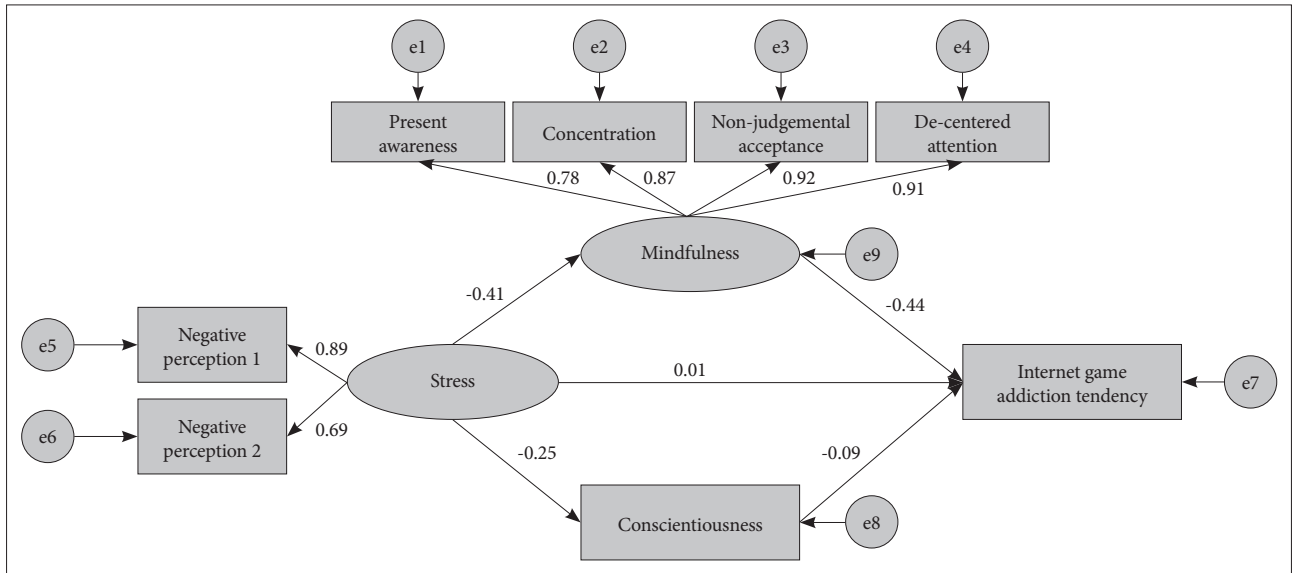 e1
e2
e3
e4
Present
awareness
Concentration
Non-judgemental
acceptance
De-centered
attention
0.78
0.87
0.92
0.91
Mindfulness
e9
-0.41
-0.44
e5
Negative
perception 1
0.89
Stress
0.01
Internet game
addiction tendency
e7
e6
Negative
perception 2
0.69
-0.25
-0.09
Conscientiousness
e8